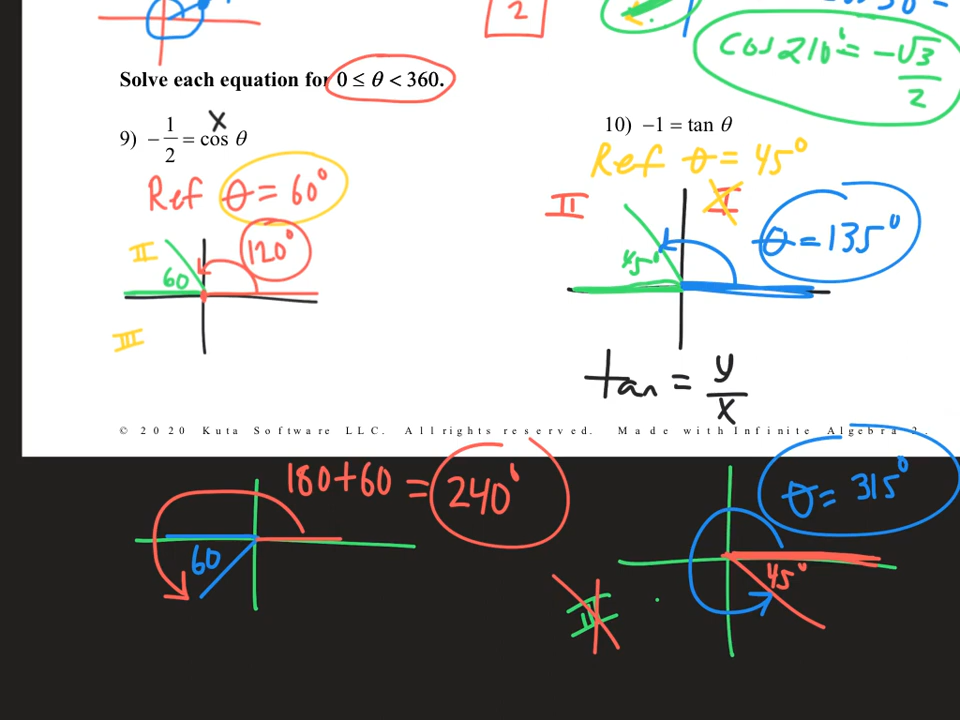 2
cos 210° = -√3/2
Solve each equation for 0 ≤ θ < 360.
x
9) -1/2 = cos θ
10) -1 = tan θ
Ref θ = 60°
Ref θ = 45°
II
I
II
120°
60
45°
θ = 135°
III
tan = y/x
© 2020 Kuta Software LLC. All rights reserved. Made with Infinite Algebra 2.
180+60 = 240°
θ = 315°
60
45°